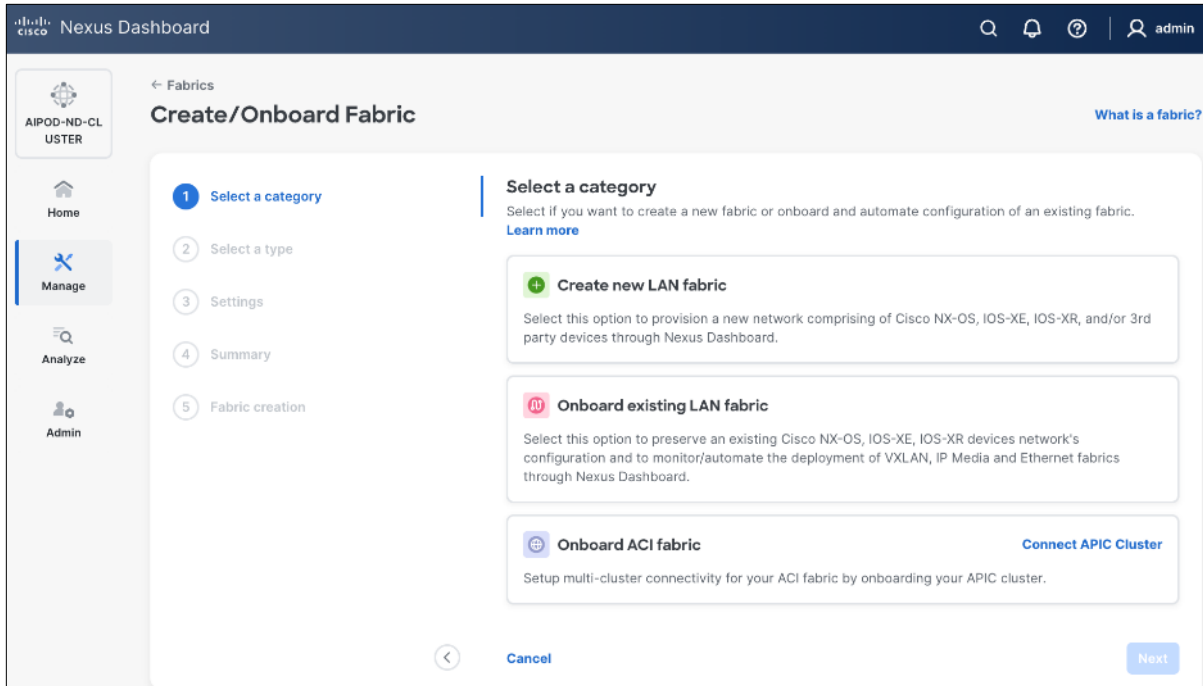 cisco Nexus Dashboard
admin
AIPOD-ND-CL
USTER
Home
Manage
Analyze
Admin
← Fabrics
Create/Onboard Fabric
What is a fabric?
1 Select a category
2 Select a type
3 Settings
4 Summary
5 Fabric creation
Select a category
Select if you want to create a new fabric or onboard and automate configuration of an existing fabric.
Learn more
Create new LAN fabric
Select this option to provision a new network comprising of Cisco NX-OS, IOS-XE, IOS-XR, and/or 3rd
party devices through Nexus Dashboard.
Onboard existing LAN fabric
Select this option to preserve an existing Cisco NX-OS, IOS-XE, IOS-XR devices network's
configuration and to monitor/automate the deployment of VXLAN, IP Media and Ethernet fabrics
through Nexus Dashboard.
Onboard ACI fabric
Connect APIC Cluster
Setup multi-cluster connectivity for your ACI fabric by onboarding your APIC cluster.
Cancel
Next